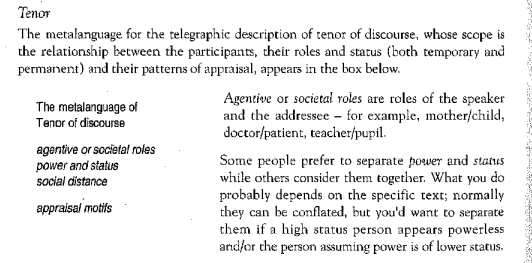 Tenor
The metalanguage for the telegraphic description of tenor of discourse, whose scope is
the relationship between the participants, their roles and status (both temporary and
permanent) and their patterns of appraisal, appears in the box below.
The metalanguage of
Tenor of discourse
agentive or societal roles
power and status
social distance
appraisal motifs
Agentive or societal roles are roles of the speaker
and the addressee – for example, mother/child,
doctor/patient, teacher/pupil.
Some people prefer to separate power and status
while others consider them together. What you do
probably depends on the specific text; normally
they can be conflated, but you'd want to separate
them if a high status person appears powerless
and/or the person assuming power is of lower status.